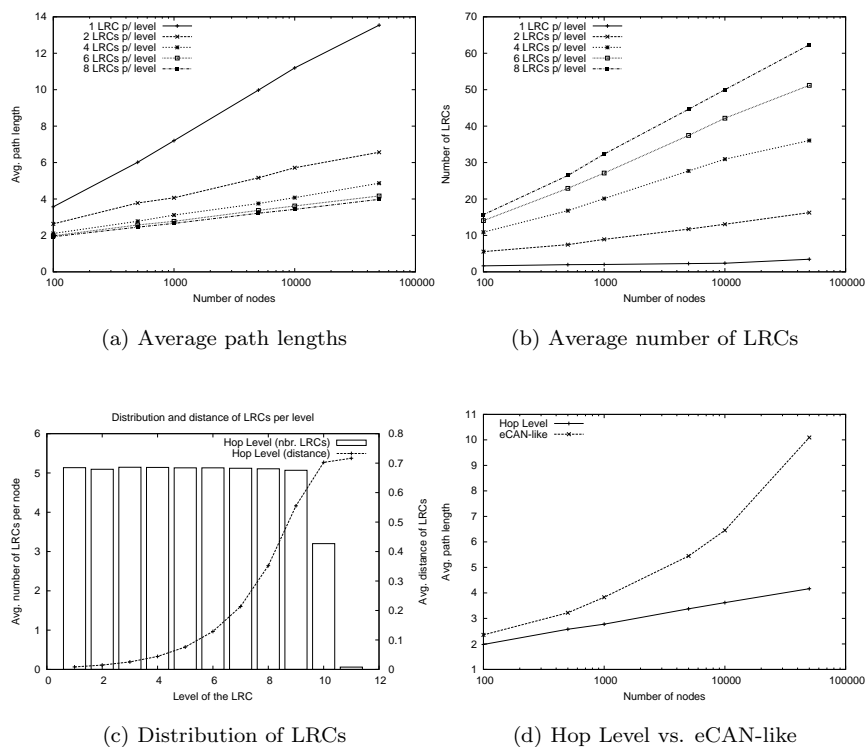 14
12
10
8
6
4
2
0
Avg. path length
1 LRC p/ level
2 LRCs p/ level
4 LRCs p/ level
6 LRCs p/ level
8 LRCs p/ level
100
1000
10000
100000
Number of nodes
(a) Average path lengths
70
60
50
40
30
20
10
0
Number of LRCs
1 LRC p/ level
2 LRCs p/ level
4 LRCs p/ level
6 LRCs p/ level
8 LRCs p/ level
100
1000
10000
100000
Number of nodes
(b) Average number of LRCs
Distribution and distance of LRCs per level
6
5
4
3
2
1
0
Avg. number of LRCs per node
Hop Level (nbr. LRCs)
Hop Level (distance)
0.8
0.7
0.6
0.5
0.4
0.3
0.2
0.1
0
Avg. distance of LRCs
0
2
4
6
8
10
12
Level of the LRC
(c) Distribution of LRCs
11
10
9
8
7
6
5
4
3
2
1
Avg. path length
Hop Level
eCAN-like
100
1000
10000
100000
Number of nodes
(d) Hop Level vs. eCAN-like